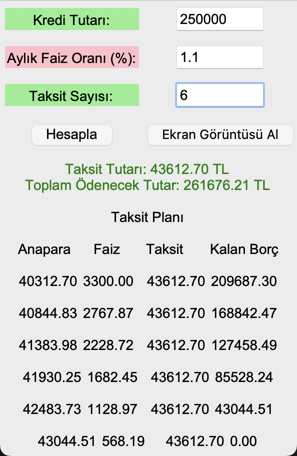 Kredi Tutarı: 250000
Aylık Faiz Oranı (%): 1.1
Taksit Sayısı: 6
Hesapla Ekran Görüntüsü Al
Taksit Tutarı: 43612.70 TL
Toplam Ödenecek Tutar: 261676.21 TL
Taksit Planı
Anapara Faiz Taksit Kalan Borç
40312.70 3300.00 43612.70 209687.30
40844.83 2767.87 43612.70 168842.47
41383.98 2228.72 43612.70 127458.49
41930.25 1682.45 43612.70 85528.24
42483.73 1128.97 43612.70 43044.51
43044.51 568.19 43612.70 0.00